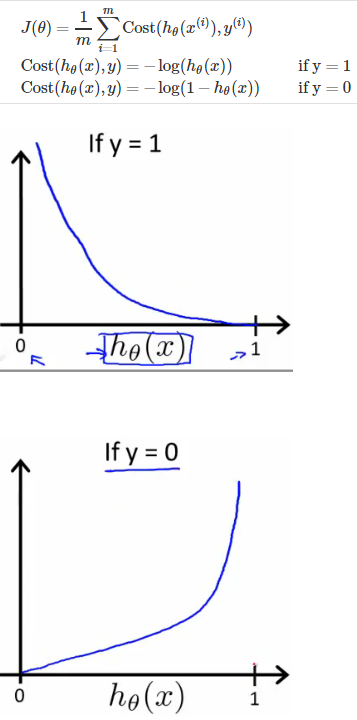 J(θ) = 1/m ∑_{i=1}^{m} Cost(h_θ(x^{(i)}), y^{(i)})
Cost(h_θ(x), y) = − log(h_θ(x)) if y = 1
Cost(h_θ(x), y) = − log(1 − h_θ(x)) if y = 0
If y = 1
0 h_θ(x) 1
If y = 0
0 h_θ(x) 1